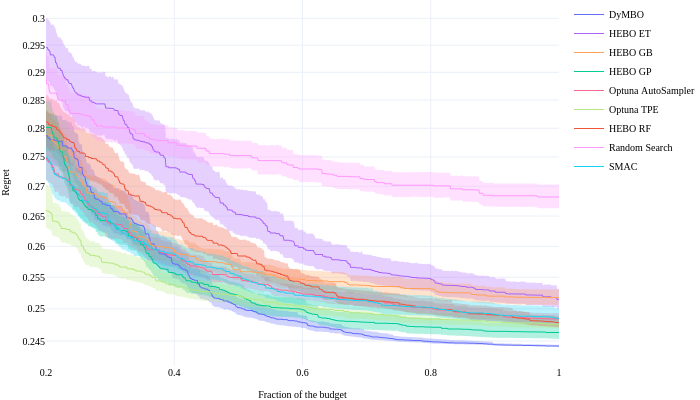 0.3
0.295
0.29
0.285
0.28
0.275
0.27
0.265
0.26
0.255
0.25
0.245
Regret
0.2
0.4
0.6
0.8
1
Fraction of the budget
DyMBO
HEBO ET
HEBO GB
HEBO GP
Optuna AutoSampler
Optuna TPE
HEBO RF
Random Search
SMAC